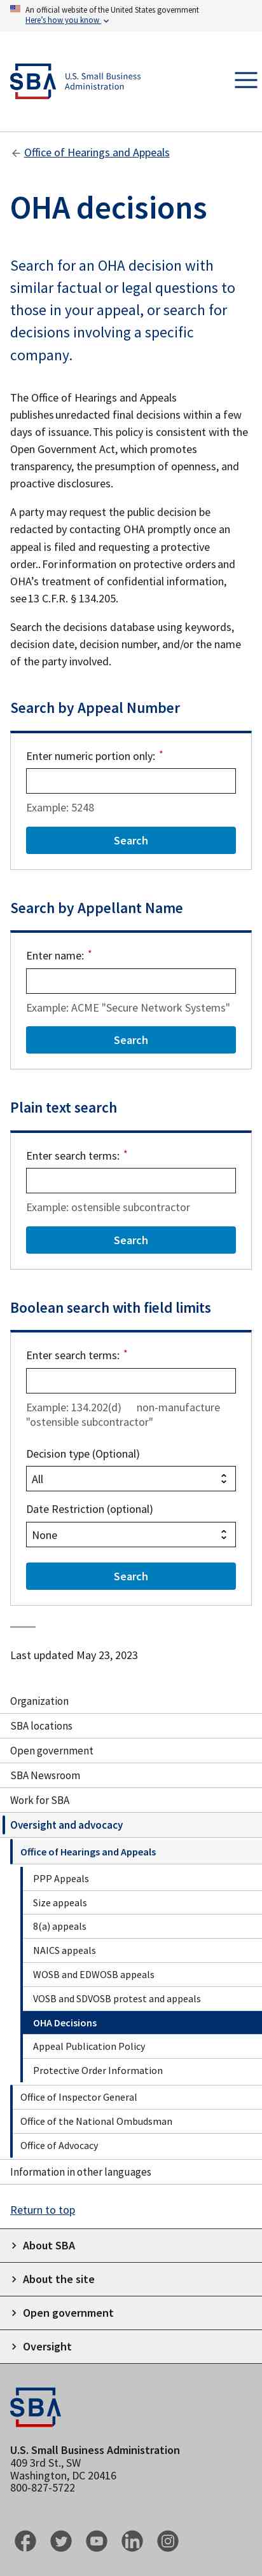 An official website of the United States government
Here's how you know
SBA
U.S. Small Business
Administration
Office of Hearings and Appeals
OHA decisions
Search for an OHA decision with
similar factual or legal questions to
those in your appeal, or search for
decisions involving a specific
company.
The Office of Hearings and Appeals
publishes unredacted final decisions within a few
days of issuance. This policy is consistent with the
Open Government Act, which promotes
transparency, the presumption of openness, and
proactive disclosures.
A party may request the public decision be
redacted by contacting OHA promptly once an
appeal is filed and requesting a protective
order.. For information on protective orders and
OHA's treatment of confidential information,
see 13 C.F.R. § 134.205.
Search the decisions database using keywords,
decision date, decision number, and/or the name
of the party involved.
Search by Appeal Number
Enter numeric portion only: *
Example: 5248
Search
Search by Appellant Name
Enter name: *
Example: ACME "Secure Network Systems"
Search
Plain text search
Enter search terms: *
Example: ostensible subcontractor
Search
Boolean search with field limits
Enter search terms: *
Example: 134.202(d) non-manufacture
"ostensible subcontractor"
Decision type (Optional)
All
Date Restriction (optional)
None
Search
Last updated May 23, 2023
Organization
SBA locations
Open government
SBA Newsroom
Work for SBA
Oversight and advocacy
Office of Hearings and Appeals
PPP Appeals
Size appeals
8(a) appeals
NAICS appeals
WOSB and EDWOSB appeals
VOSB and SDVOSB protest and appeals
OHA Decisions
Appeal Publication Policy
Protective Order Information
Office of Inspector General
Office of the National Ombudsman
Office of Advocacy
Information in other languages
Return to top
About SBA
About the site
Open government
Oversight
SBA
U.S. Small Business Administration
409 3rd St., SW
Washington, DC 20416
800-827-5722